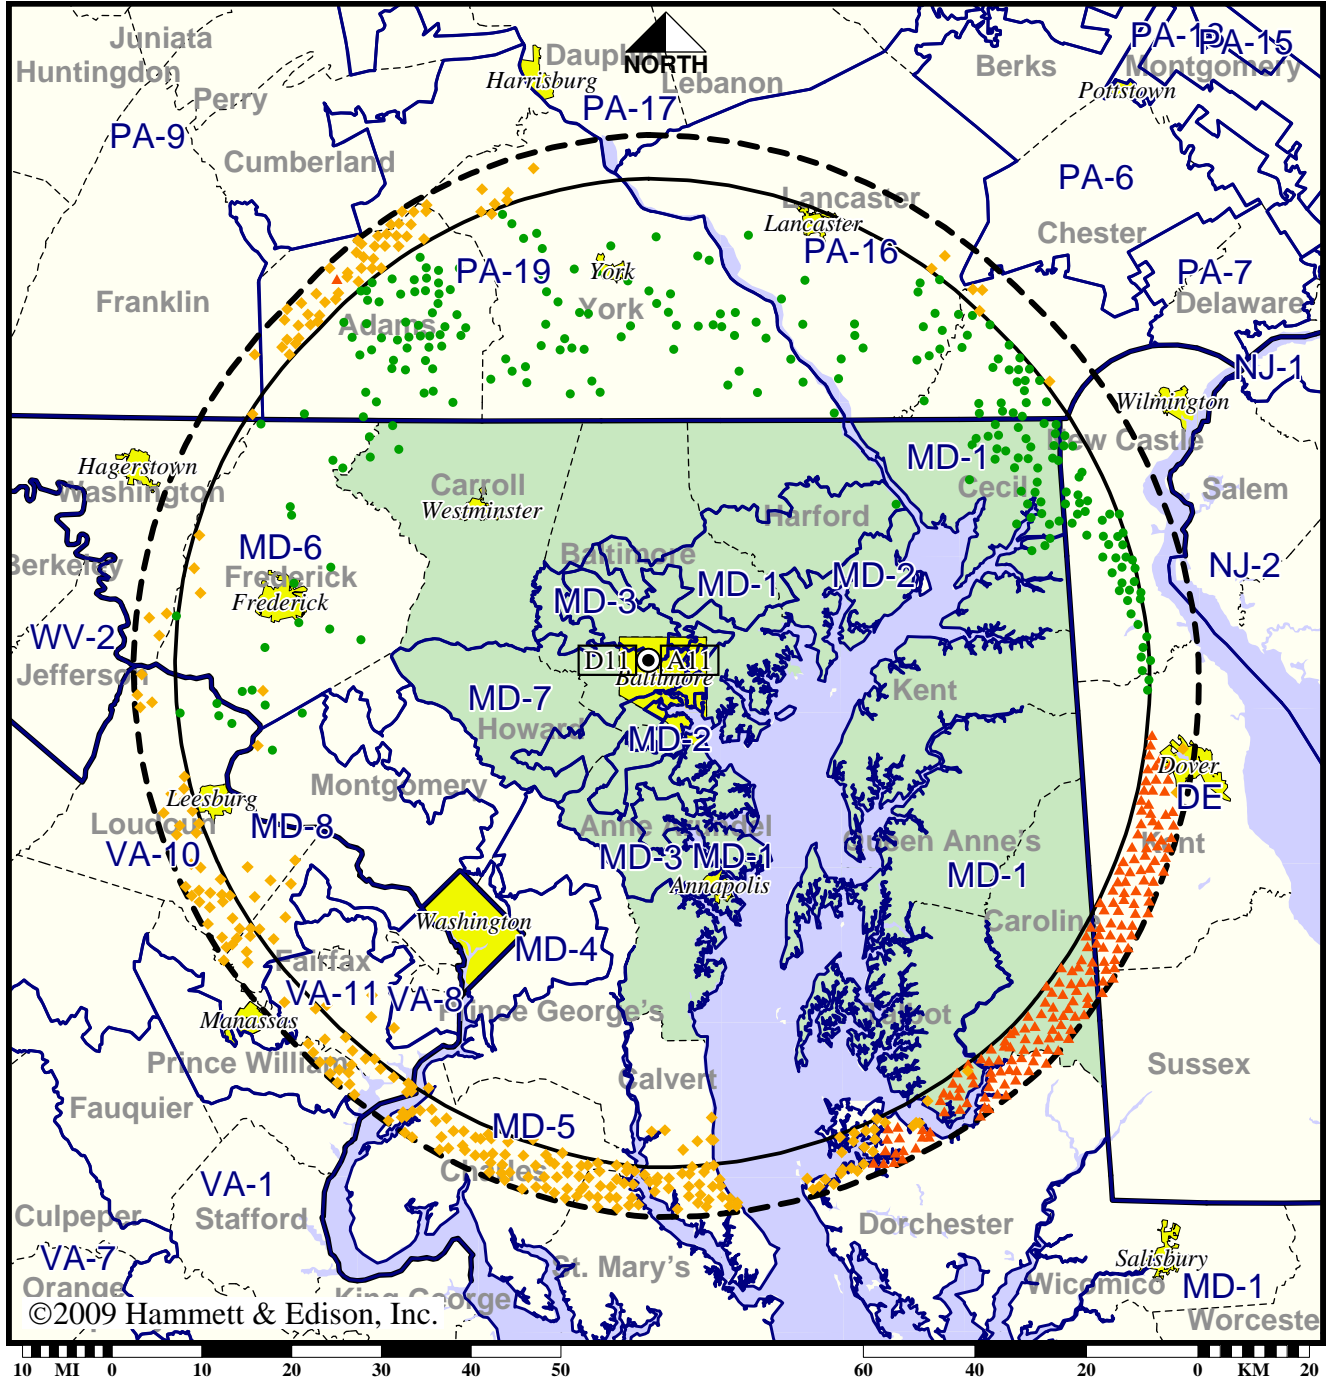 Juniata
Dauphin
NORTH
PA-15
Huntingdon
Harrisburg
Lebanon
Berks
Montgomery
Perry
PA-17
Pottstown
PA-9
Cumberland
PA-6
Lancaster
Lancaster
PA-16
Chester
PA-19
York
York
PA-7
Franklin
Adams
Delaware
NJ-1
Wilmington
New Castle
Hagerstown
Washington
Carroll
Westminster
MD-1
Cecil
Salem
Harford
MD-6
Baltimore
Berkeley
Frederick
Frederick
MD-3
MD-1
MD-2
NJ-2
WV-2
Jefferson
D11
A11
Baltimore
MD-7
Howard
Kent
MD-2
Montgomery
Dover
DE
Leesburg
Loudoun
MD-8
VA-10
Anne Arundel
MD-3
MD-1
Annapolis
Queen Anne's
MD-1
Kent
Washington
MD-4
Caroline
Fairfax
VA-11
VA-8
Prince George's
Talbot
Manassas
Prince William
Calvert
Sussex
Fauquier
MD-5
Charles
VA-1
Stafford
Culpeper
Dorchester
VA-7
Orange
St. Mary's
Salisbury
Wicomico
MD-1
King George
Worceste
©2009 Hammett & Edison, Inc.
10 MI 0 10 20 30 40 50 60 40 20 0 KM 20